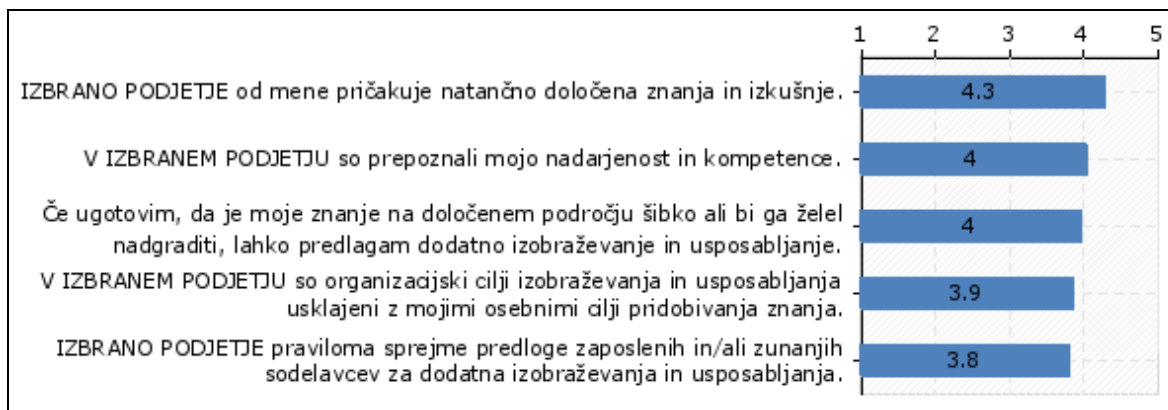 1 2 3 4 5
IZBRANO PODJETJE od mene pričakuje natančno določena znanja in izkušnje.
4.3
V IZBRANEM PODJETJU so prepoznali mojo nadarjenost in kompetence.
4
Če ugotovim, da je moje znanje na določenem področju šibko ali bi ga želel
nadgraditi, lahko predlagam dodatno izobraževanje in usposabljanje.
4
V IZBRANEM PODJETJU so organizacijski cilji izobraževanja in usposabljanja
usklajeni z mojimi osebnimi cilji pridobivanja znanja.
3.9
IZBRANO PODJETJE praviloma sprejme predloge zaposlenih in/ali zunanjih
sodelavcev za dodatna izobraževanja in usposabljanja.
3.8